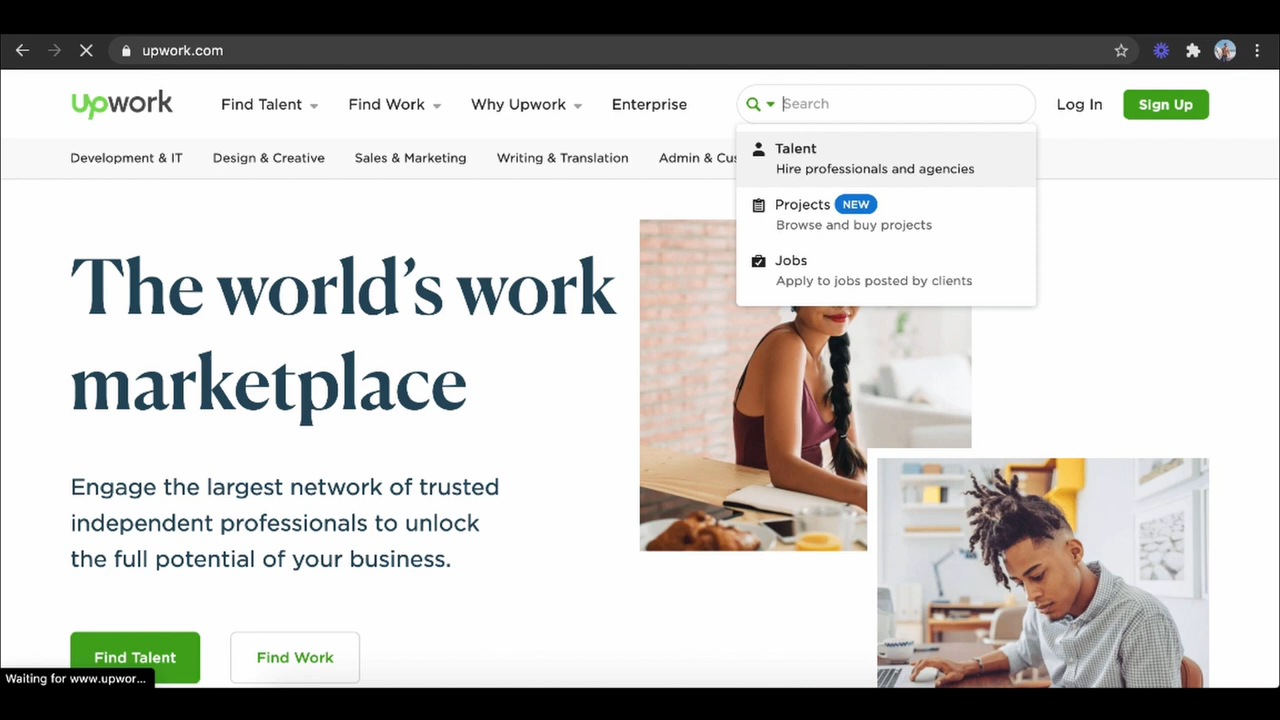 upwork.com
upwork Find Talent Find Work Why Upwork Enterprise Search Log In Sign Up
Development & IT Design & Creative Sales & Marketing Writing & Translation Admin & Cus
Talent
Hire professionals and agencies
Projects NEW
Browse and buy projects
Jobs
Apply to jobs posted by clients
The world's work
marketplace
Engage the largest network of trusted
independent professionals to unlock
the full potential of your business.
Find Talent Find Work
Waiting for www.upwor...